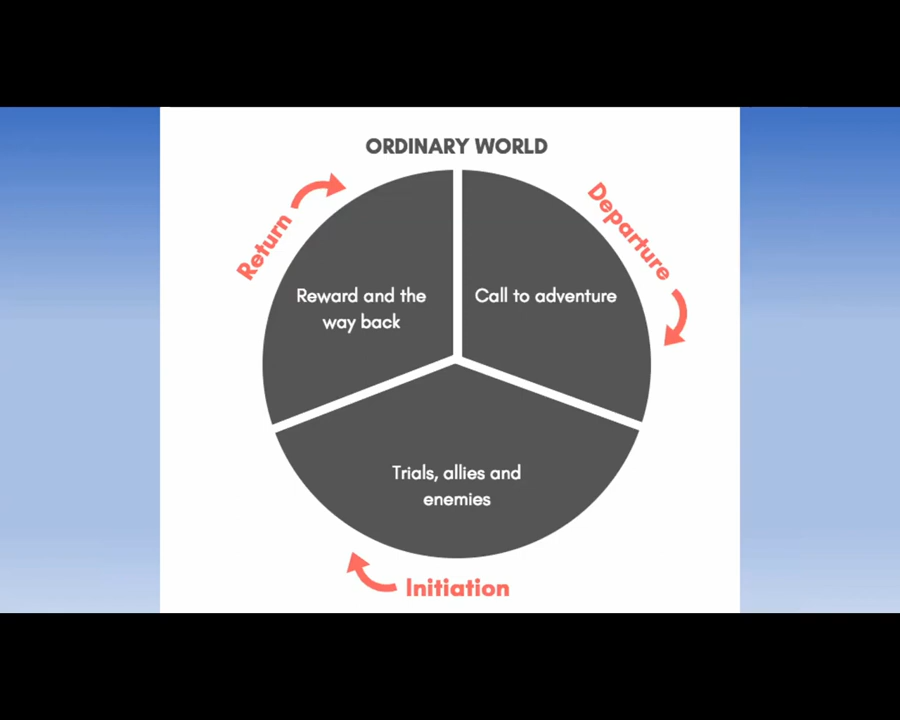 ORDINARY WORLD
Return
Departure
Reward and the
way back
Call to adventure
Trials, allies and
enemies
Initiation